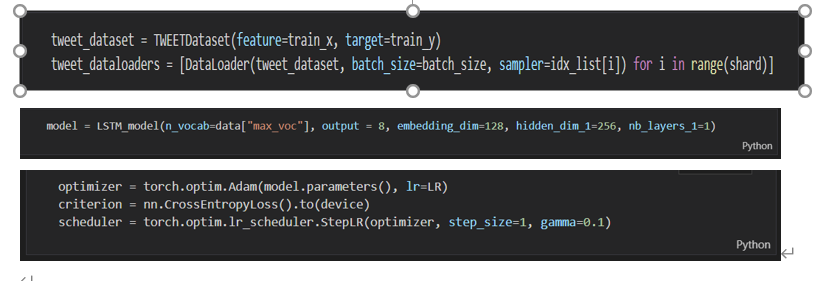 tweet_dataset = TWEETDataset(feature=train_x, target=train_y)
tweet_dataloaders = [DataLoader(tweet_dataset, batch_size=batch_size, sampler=idx_list[i]) for i in range(shard)]
model = LSTM_model(n_vocab=data["max_voc"], output = 8, embedding_dim=128, hidden_dim_1=256, nb_layers_1=1)
Python
optimizer = torch.optim.Adam(model.parameters(), lr=LR)
criterion = nn.CrossEntropyLoss().to(device)
scheduler = torch.optim.lr_scheduler.StepLR(optimizer, step_size=1, gamma=0.1)
Python